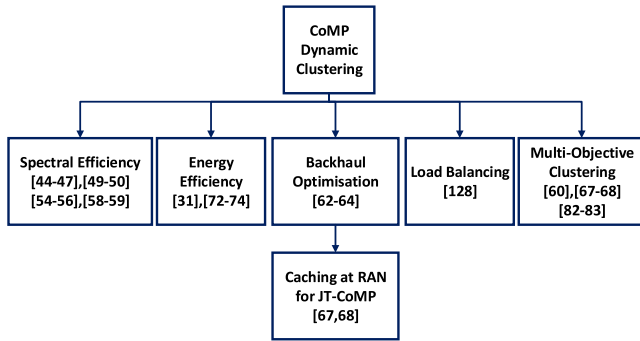 CoMP
Dynamic
Clustering
Spectral Efficiency
[44-47],[49-50]
[54-56],[58-59]
Energy
Efficiency
[31],[72-74]
Backhaul
Optimisation
[62-64]
Load Balancing
[128]
Multi-Objective
Clustering
[60],[67-68]
[82-83]
Caching at RAN
for JT-CoMP
[67,68]